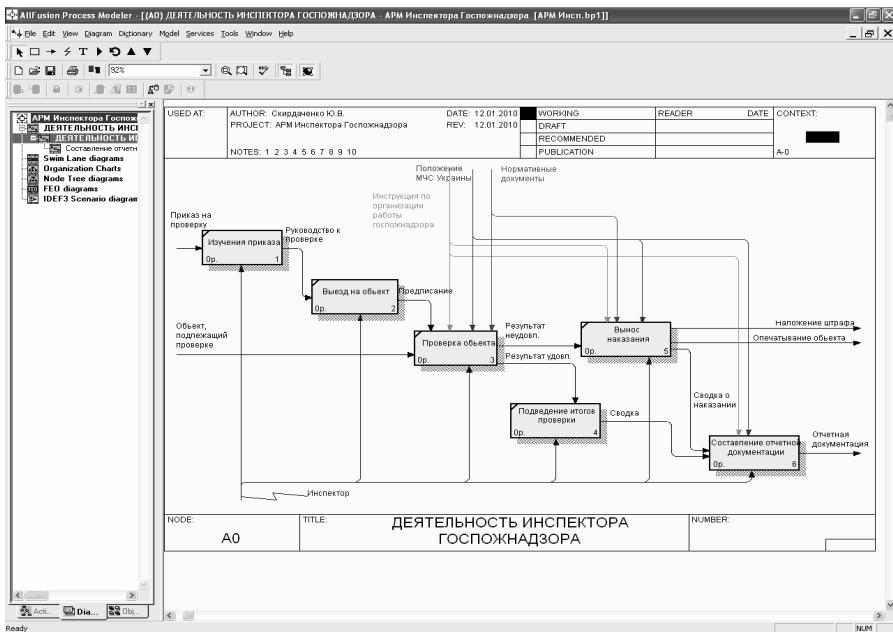 AllFusion Process Modeler - [(A0) ДЕЯТЕЛЬНОСТЬ ИНСПЕКТОРА ГОСПОЖНАДЗОРА - АРМ Инспектора Госпожнадзора [АРМ Инсп.bp1]]
File Edit View Diagram Dictionary Model Services Tools Window Help
92%
АРМ Инспектора Госпож
ДЕЯТЕЛЬНОСТЬ ИНСП
ДЕЯТЕЛЬНОСТЬ ИН
Составление отчетн
Swim Lane diagrams
Organization Charts
Node Tree diagrams
FEO diagrams
IDEF3 Scenario diagram
Acti...
Dia...
Obj...
Ready
NUM
USED AT:
AUTHOR: Скирдаченко Ю.В.
DATE: 12.01.2010
WORKING
READER
DATE
CONTEXT:
PROJECT: АРМ Инспектора Госпожнадзора
REV: 12.01.2010
DRAFT
RECOMMENDED
NOTES: 1 2 3 4 5 6 7 8 9 10
PUBLICATION
A-0
Положение
МЧС Украины
Нормативные
документы
Инструкция по
организации
работы
госпожнадзора
Приказ на
проверку
Изучения приказа
0р. 1
Руководство к
проверке
Выезд на обьект
0р. 2
Предписание
Обьект,
подлежащий
проверке
Проверка обьекта
0р. 3
Результат
неудовл.
Результат удовл.
Вынос
наказания
0р. 5
Наложение штрафа
Опечатывание обьекта
Подведение итогов
проверки
0р. 4
Сводка
Сводка о
наказании
Составление отчетной
документации
0р. 6
Отчетная
документация
Инспектор
NODE:
A0
TITLE:
ДЕЯТЕЛЬНОСТЬ ИНСПЕКТОРА
ГОСПОЖНАДЗОРА
NUMBER: